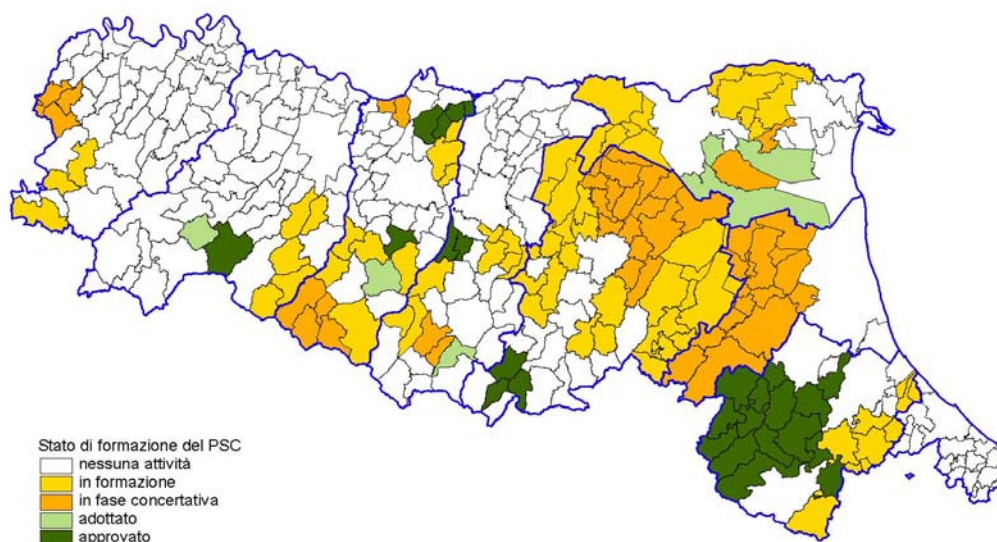 Stato di formazione del PSC
nessuna attività
in formazione
in fase concertativa
adottato
approvato